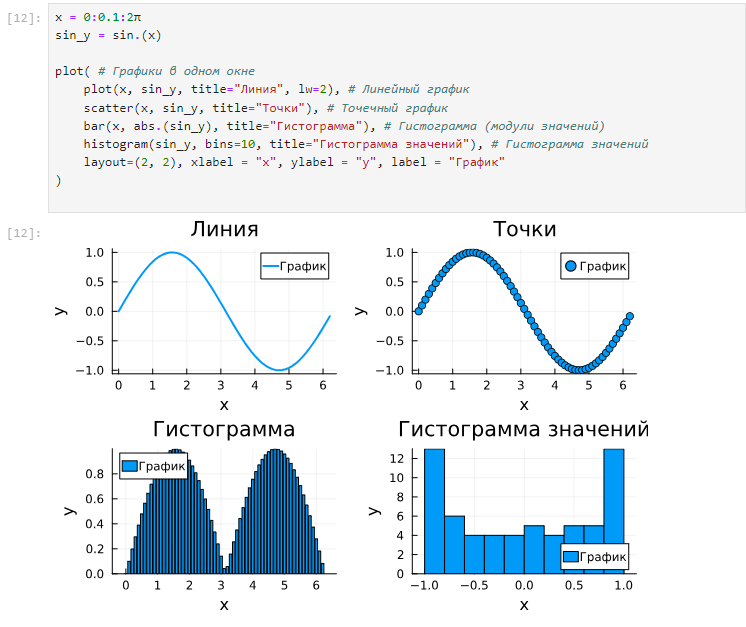 [12]:
x = 0:0.1:2π
sin_y = sin.(x)
plot( # Графики в одном окне
plot(x, sin_y, title="Линия", lw=2), # Линейный график
scatter(x, sin_y, title="Точки"), # Точечный график
bar(x, abs.(sin_y), title="Гистограмма"), # Гистограмма (модули значений)
histogram(sin_y, bins=10, title="Гистограмма значений"), # Гистограмма значений
layout=(2, 2), xlabel = "x", ylabel = "y", label = "График"
)
[12]:
Линия
y
1.0
0.5
0.0
−0.5
−1.0
График
0 1 2 3 4 5 6
x
Точки
y
1.0
0.5
0.0
−0.5
−1.0
График
0 1 2 3 4 5 6
x
Гистограмма
y
0.8
0.6
0.4
0.2
0.0
График
0 1 2 3 4 5 6
x
Гистограмма значений
y
12
10
8
6
4
2
0
График
−1.0 −0.5 0.0 0.5 1.0
x